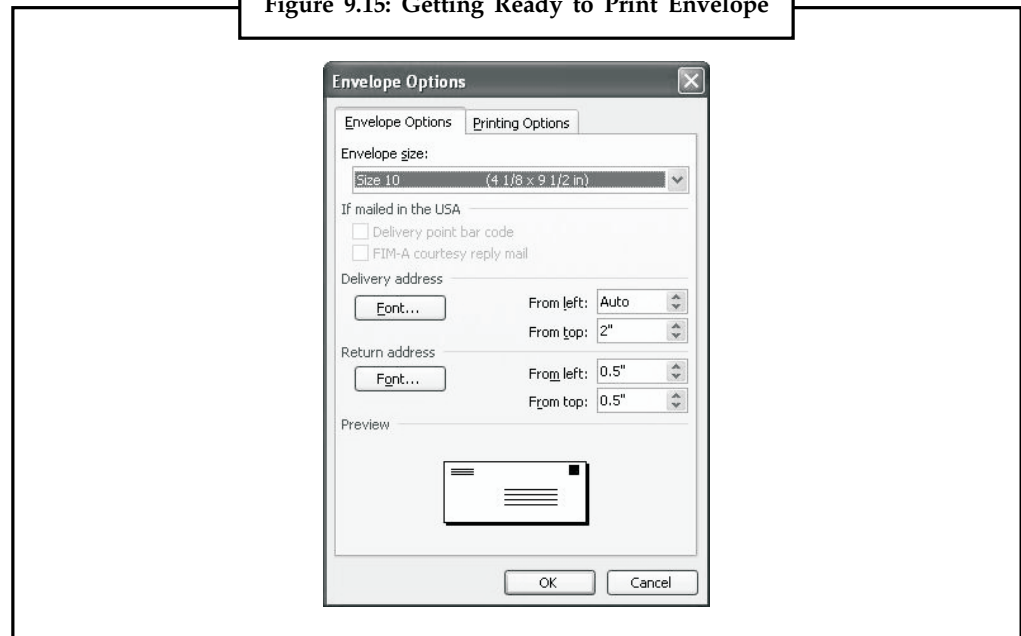 Figure 9.15: Getting Ready to Print Envelope
Envelope Options
Envelope Options Printing Options
Envelope size:
Size 10 (4 1/8 x 9 1/2 in)
If mailed in the USA
Delivery point bar code
FIM-A courtesy reply mail
Delivery address
Font... From left: Auto
From top: 2"
Return address
Font... From left: 0.5"
From top: 0.5"
Preview
OK Cancel